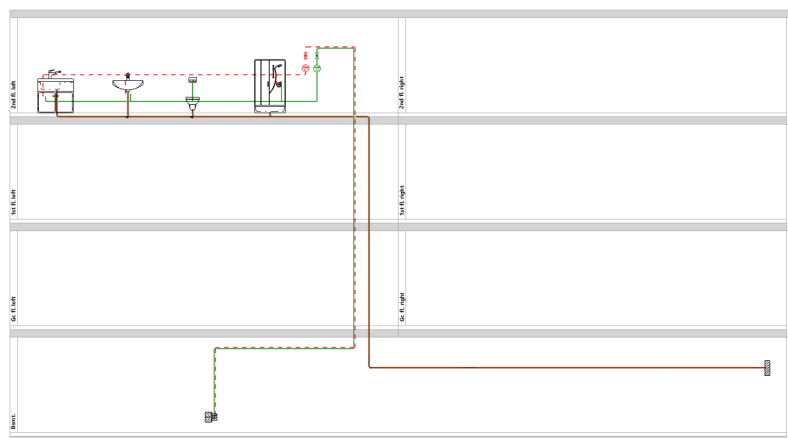 2nd fl. left
2nd fl. right
1st fl. left
1st fl. right
Gr. fl. left
Gr. fl. right
Bsmt.